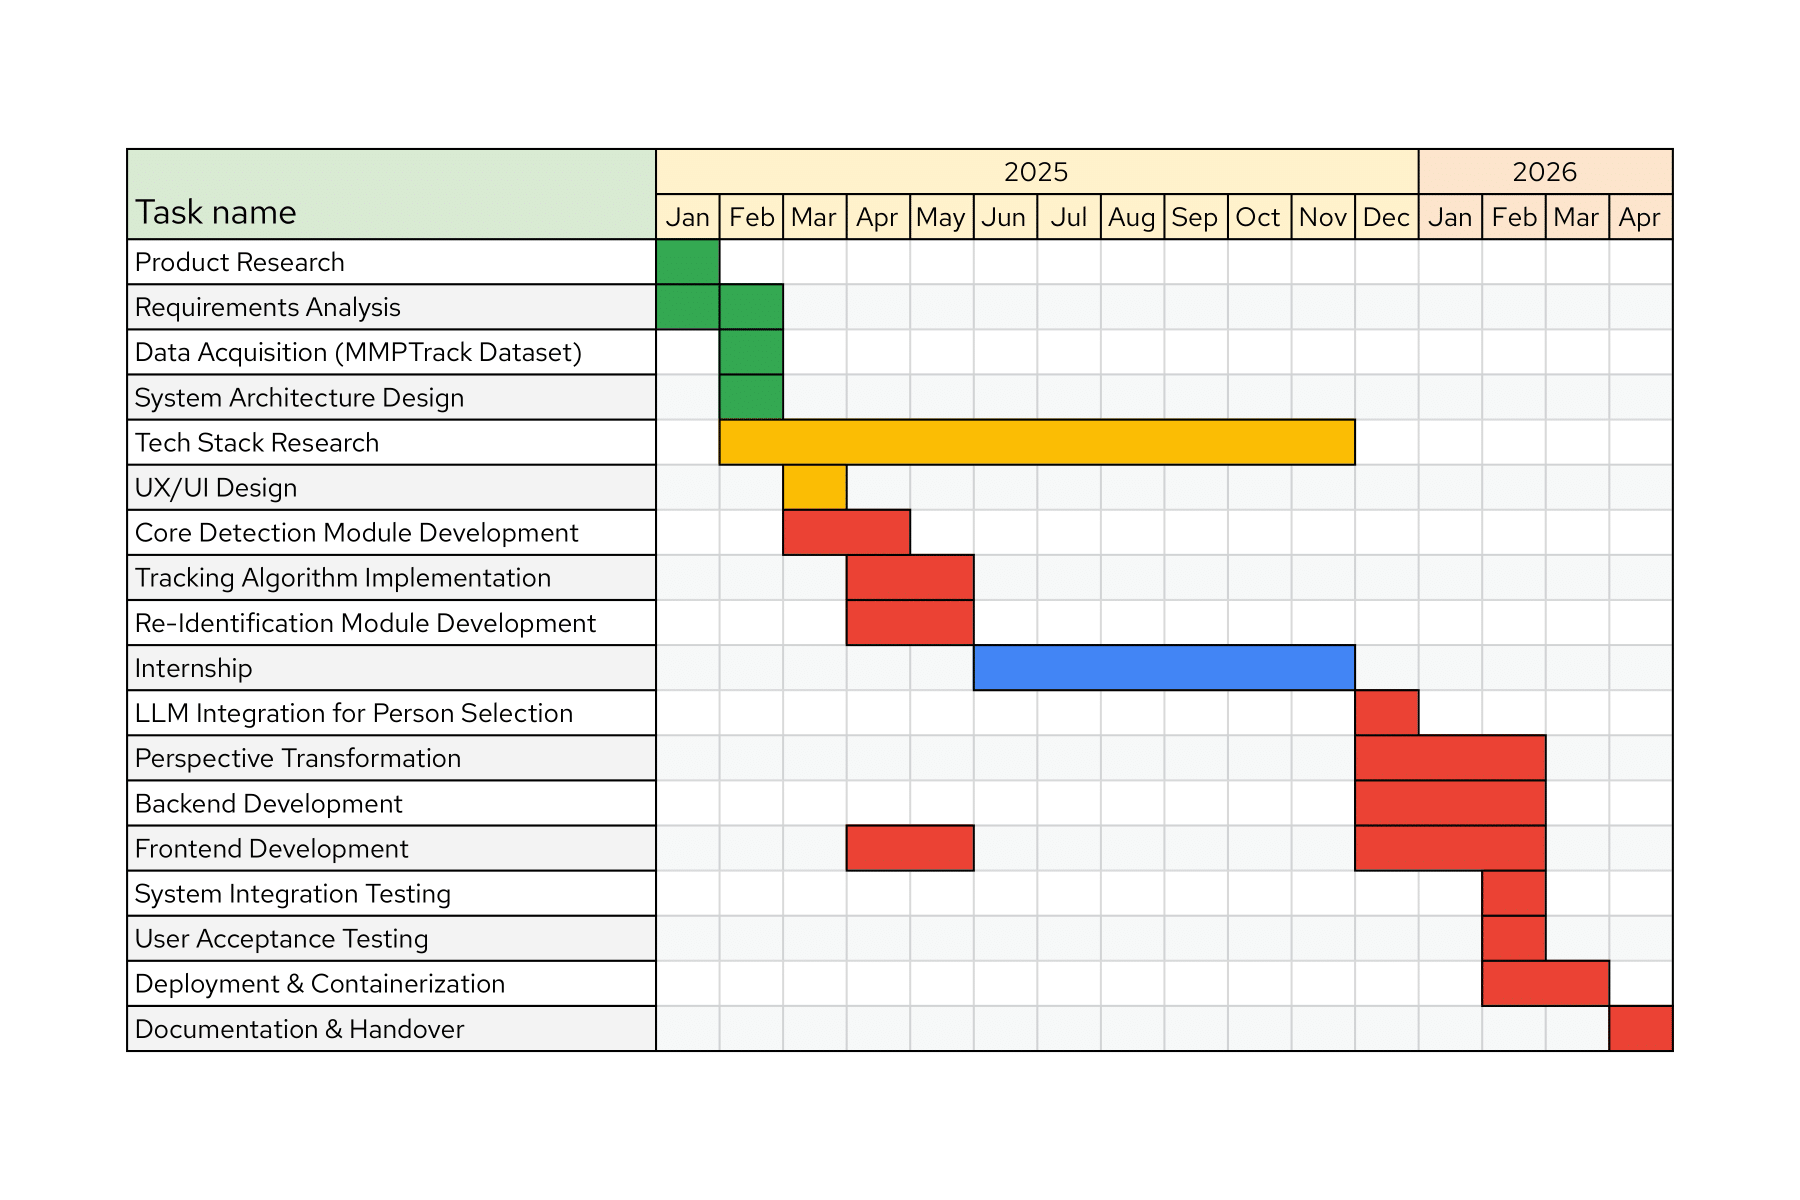 Task name
2025 2026
Jan Feb Mar Apr May Jun Jul Aug Sep Oct Nov Dec Jan Feb Mar Apr
Product Research
Requirements Analysis
Data Acquisition (MMPTrack Dataset)
System Architecture Design
Tech Stack Research
UX/UI Design
Core Detection Module Development
Tracking Algorithm Implementation
Re-Identification Module Development
Internship
LLM Integration for Person Selection
Perspective Transformation
Backend Development
Frontend Development
System Integration Testing
User Acceptance Testing
Deployment & Containerization
Documentation & Handover